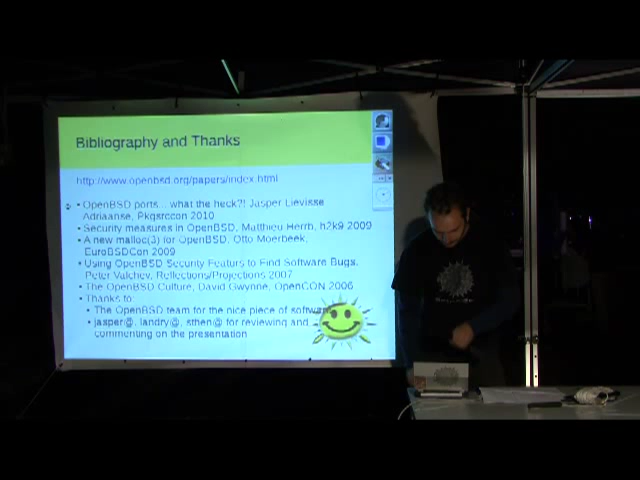 Bibliography and Thanks
http://www.openbsd.org/papers/index.html
• OpenBSD ports... what the heck?! Jasper Lievisse
Adriaanse, Pkgsrccon 2010
• Security measures in OpenBSD, Matthieu Herrb, h2k9 2009
• A new malloc(3) for OpenBSD, Otto Moerbeek,
EuroBSDCon 2009
• Using OpenBSD Security Featurs to Find Software Bugs,
Peter Valchev, Reflections/Projections 2007
• The OpenBSD Culture, David Gwynne, OpenCON 2006
• Thanks to:
• The OpenBSD team for the nice piece of software
• jasper@, landry@, sthen@ for reviewing and
commenting on the presentation